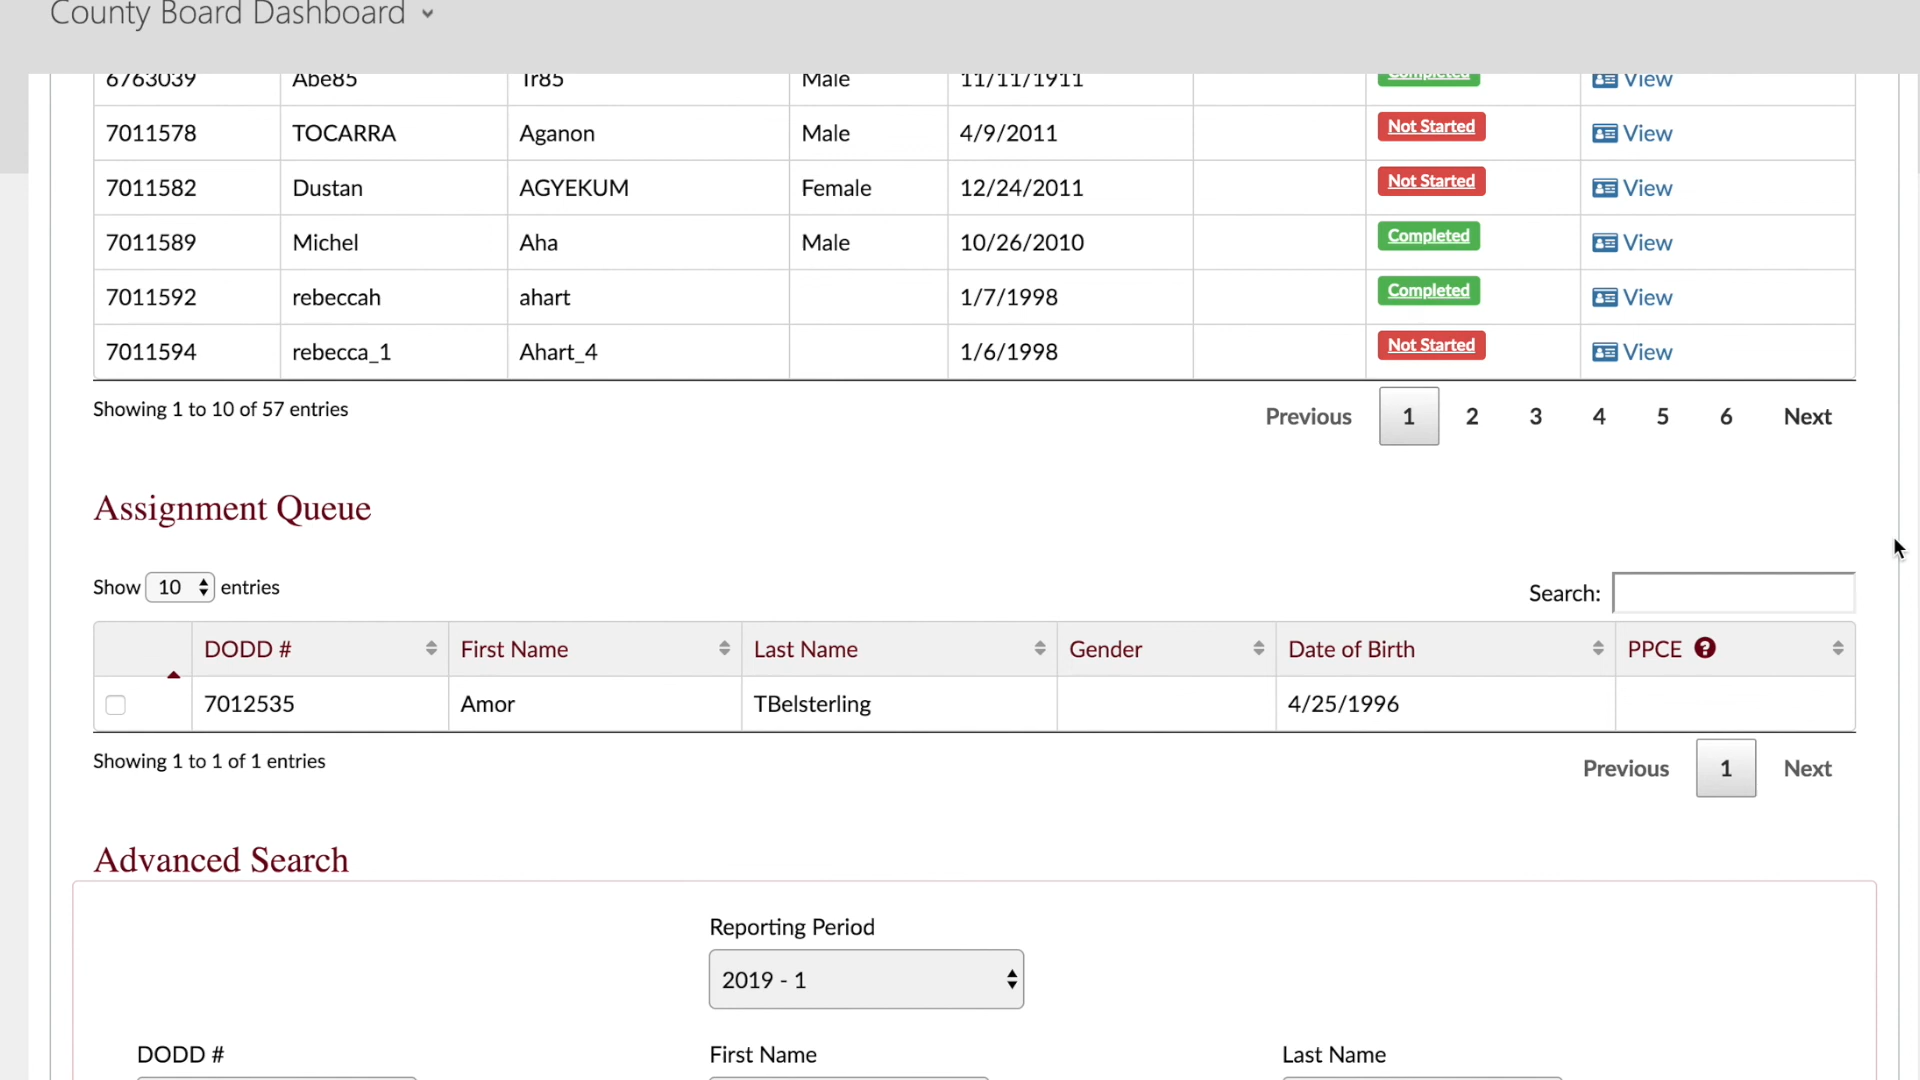 County Board Dashboard
6763039 Abe85 Tr85 Male 11/11/1911 Completed View
7011578 TOCARRA Aganon Male 4/9/2011 Not Started View
7011582 Dustan AGYEKUM Female 12/24/2011 Not Started View
7011589 Michel Aha Male 10/26/2010 Completed View
7011592 rebeccah ahart 1/7/1998 Completed View
7011594 rebecca_1 Ahart_4 1/6/1998 Not Started View
Showing 1 to 10 of 57 entries Previous 1 2 3 4 5 6 Next
Assignment Queue
Show 10 entries Search:
DODD # First Name Last Name Gender Date of Birth PPCE ?
7012535 Amor TBelsterling 4/25/1996
Showing 1 to 1 of 1 entries Previous 1 Next
Advanced Search
Reporting Period
2019 - 1
DODD # First Name Last Name